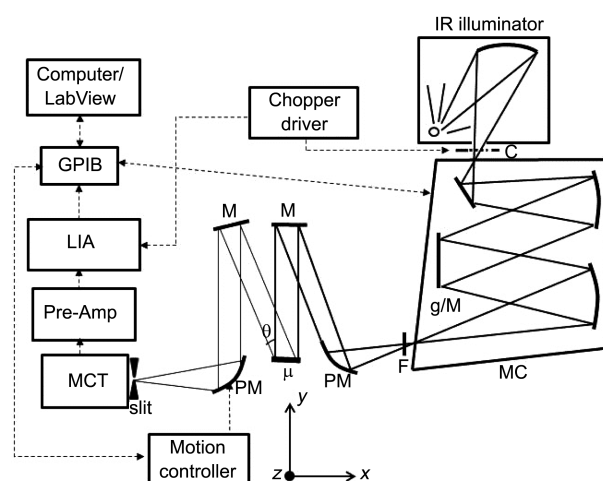 IR illuminator
Computer/
LabView
Chopper
driver
C
GPIB
M
M
LIA
g/M
Pre-Amp
θ
F
MCT
μ
PM
PM
MC
slit
y
Motion
controller
z
x